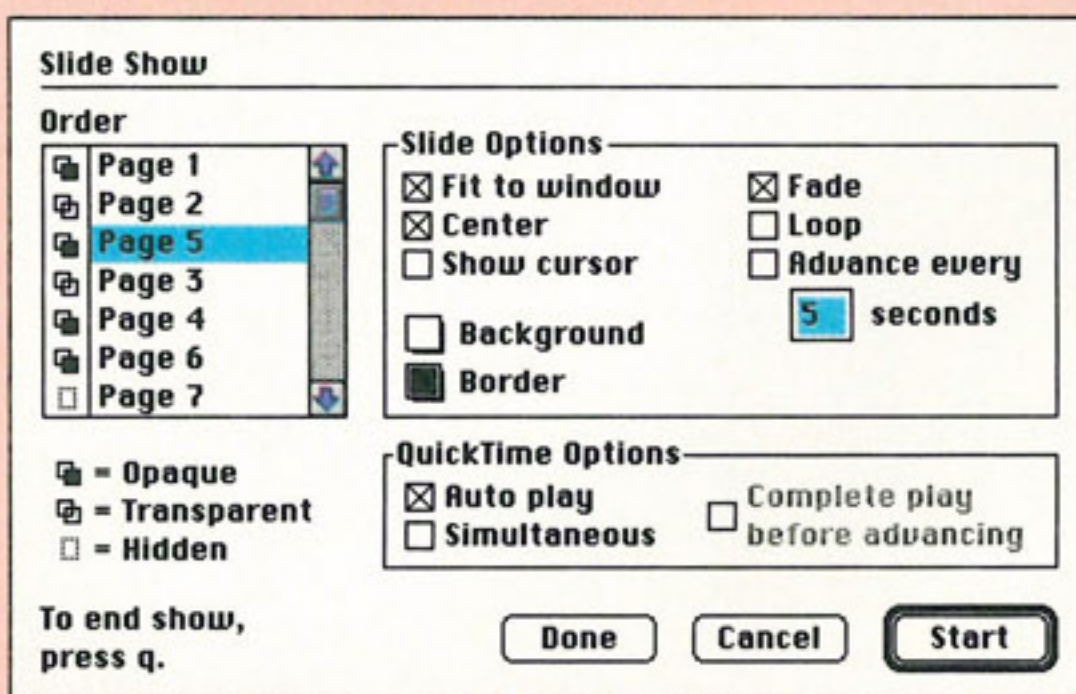 Slide Show
Order
Page 1
Page 2
Page 5
Page 3
Page 4
Page 6
Page 7
= Opaque
= Transparent
= Hidden
To end show,
press q.
Slide Options
Fit to window
Center
Show cursor
Background
Border
Fade
Loop
Advance every
5 seconds
QuickTime Options
Auto play
Simultaneous
Complete play
before advancing
Done
Cancel
Start